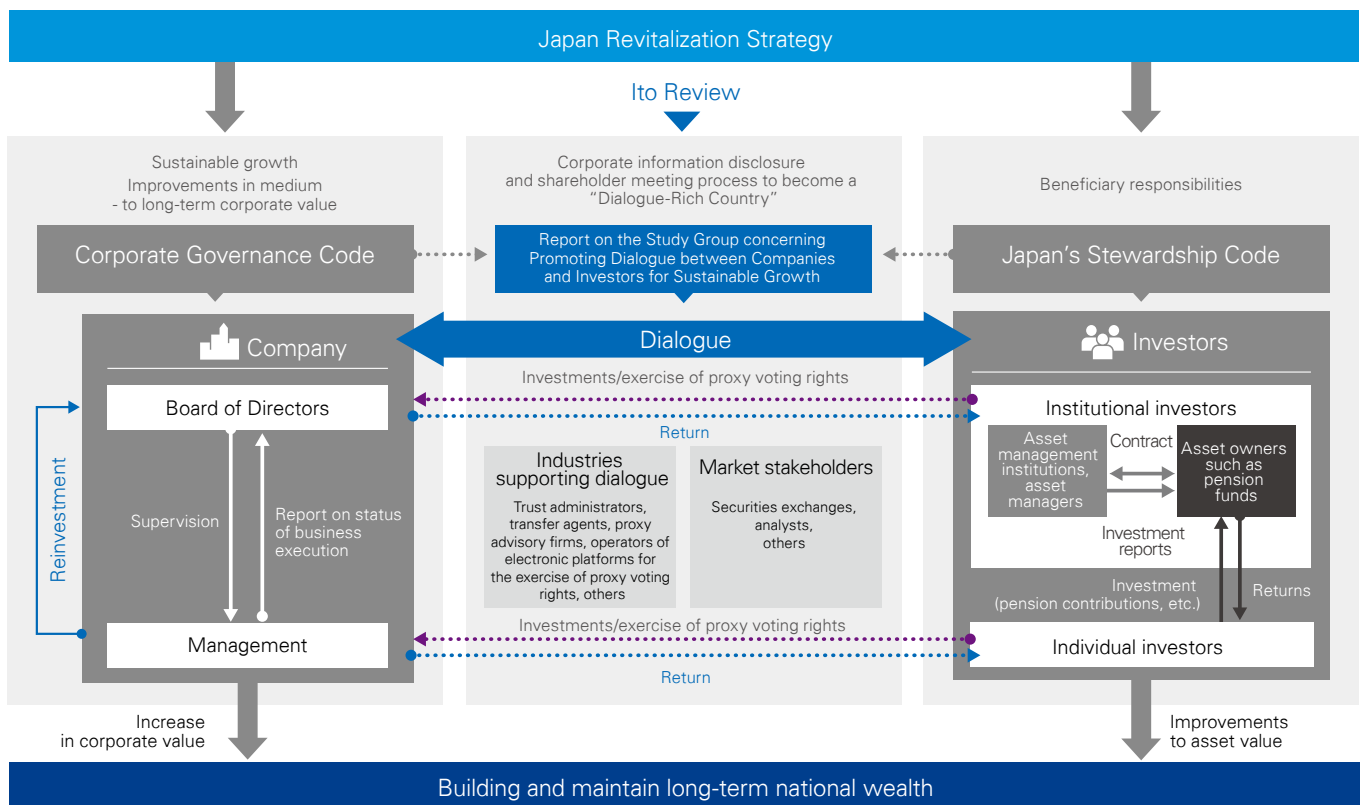 Japan Revitalization Strategy
Ito Review
Sustainable growth
Improvements in medium
- to long-term corporate value
Corporate information disclosure
and shareholder meeting process to become a
“Dialogue-Rich Country”
Beneficiary responsibilities
Corporate Governance Code
Report on the Study Group concerning
Promoting Dialogue between Companies
and Investors for Sustainable Growth
Japan’s Stewardship Code
Company
Dialogue
Investors
Investments/exercise of proxy voting rights
Board of Directors
Institutional investors
Return
Reinvestment
Supervision
Report on status
of business
execution
Industries
supporting dialogue
Trust administrators,
transfer agents, proxy
advisory firms, operators of
electronic platforms for
the exercise of proxy voting
rights, others
Market stakeholders
Securities exchanges,
analysts,
others
Asset
management
institutions,
asset
managers
Contract
Asset owners
such as
pension
funds
Investment
reports
Investment
(pension contributions, etc.)
Returns
Investments/exercise of proxy voting rights
Management
Individual investors
Return
Increase
in corporate value
Improvements
to asset value
Building and maintain long-term national wealth